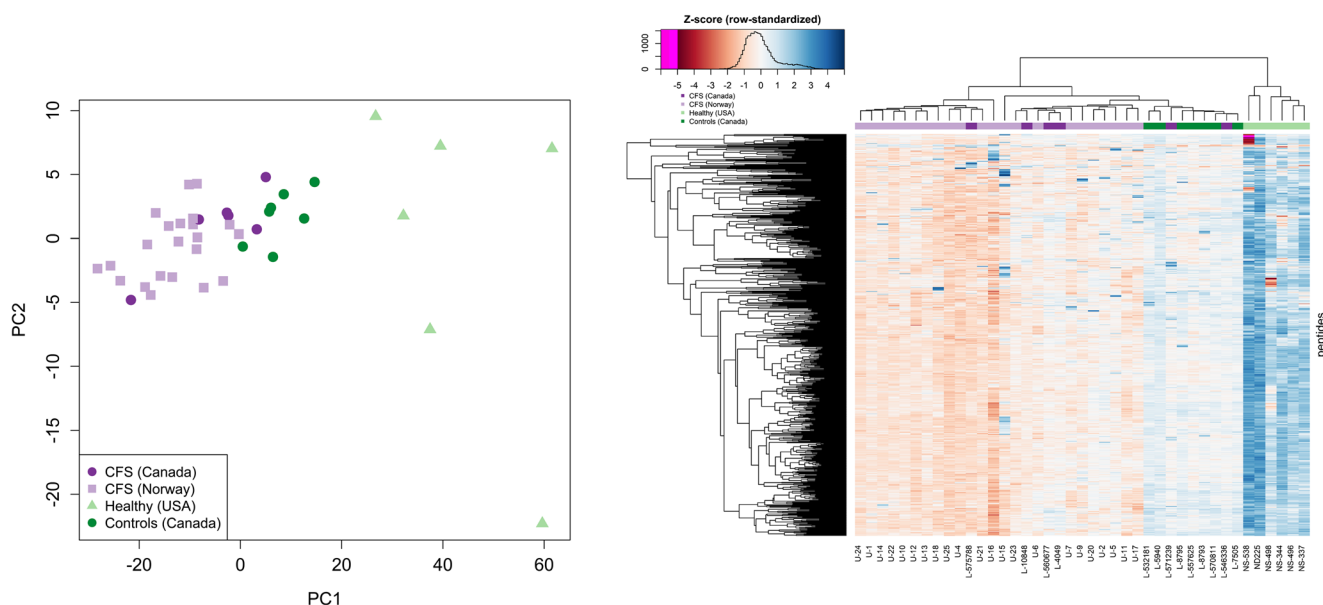 10
5
0
-5
-10
-15
-20
PC2
CFS (Canada)
CFS (Norway)
Healthy (USA)
Controls (Canada)
-20
0
20
40
60
PC1
Z-score (row-standardized)
1000
0
-5 -4 -3 -2 -1 0 1 2 3 4
CFS (Canada)
CFS (Norway)
Healthy (USA)
Controls (Canada)
peptides
U-24
U-1
U-14
U-22
U-10
U-12
U-13
U-18
U-25
U-4
L-575788
U-21
U-16
U-15
U-23
L-10848
U-6
L-560677
L-40049
U-7
U-9
U-20
U-2
U-5
U-11
U-17
L-532181
L-5940
L-571239
L-8795
L-557625
L-8793
L-570811
L-548336
L-7505
NS-538
ND225
NS-498
NS-344
NS-496
NS-337